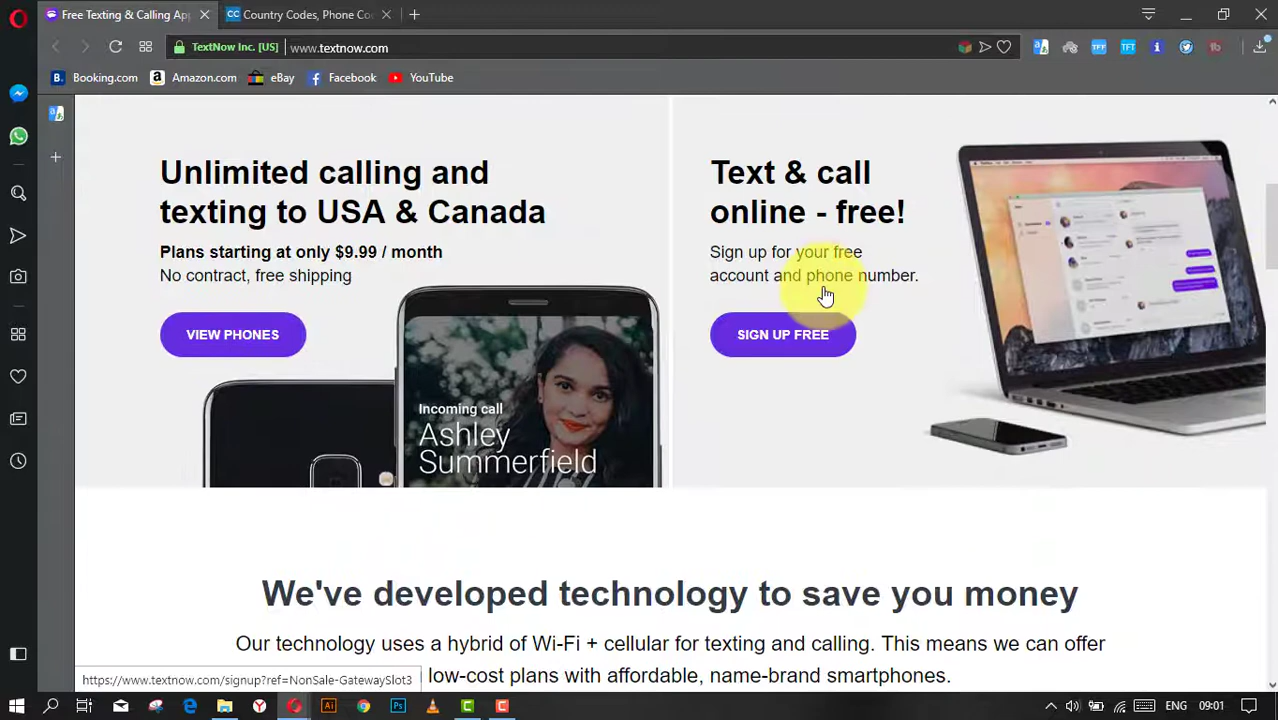 Free Texting & Calling App
Country Codes, Phone Co
TextNow Inc. [US]
www.textnow.com
Booking.com
Amazon.com
eBay
Facebook
YouTube
Unlimited calling and
texting to USA & Canada
Plans starting at only $9.99 / month
No contract, free shipping
VIEW PHONES
Incoming call
Ashley
Summerfield
Text & call
online - free!
Sign up for your free
account and phone number.
SIGN UP FREE
We've developed technology to save you money
Our technology uses a hybrid of Wi-Fi + cellular for texting and calling. This means we can offer
low-cost plans with affordable, name-brand smartphones.
https://www.textnow.com/signup?ref=NonSale-GatewaySlot3
ENG
09:01